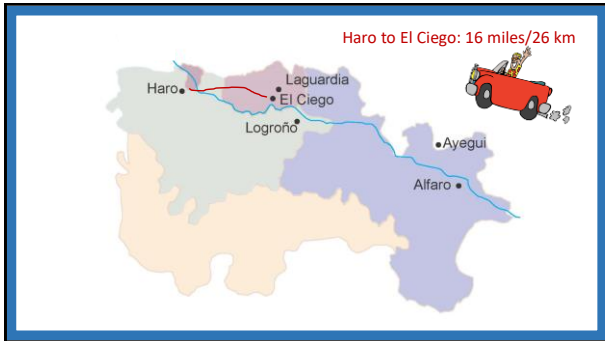 Haro to El Ciego: 16 miles/26 km
Laguardia
Haro
El Ciego
Logroño
Ayegui
Alfaro